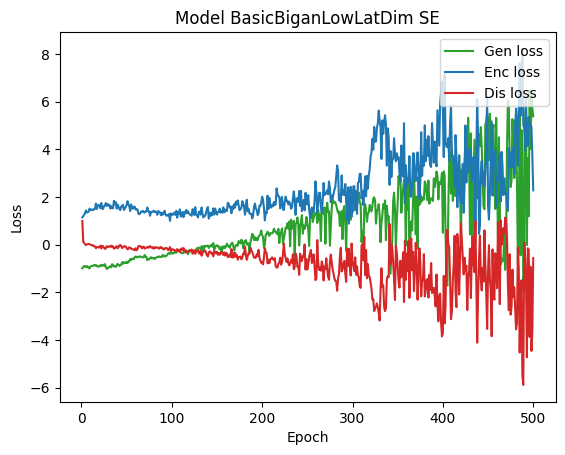 Model BasicBiganLowLatDim SE
Gen loss
Enc loss
Dis loss
8
6
4
2
0
−2
−4
−6
Loss
0
100
200
300
400
500
Epoch